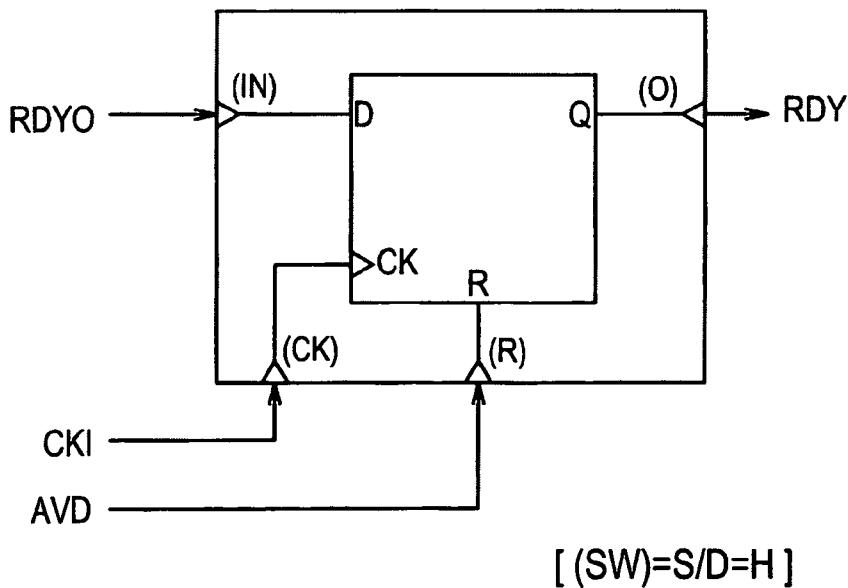 (IN)
(O)
RDYO
D
Q
RDY
CK
R
(CK)
(R)
CKI
AVD
[ (SW)=S/D=H ]